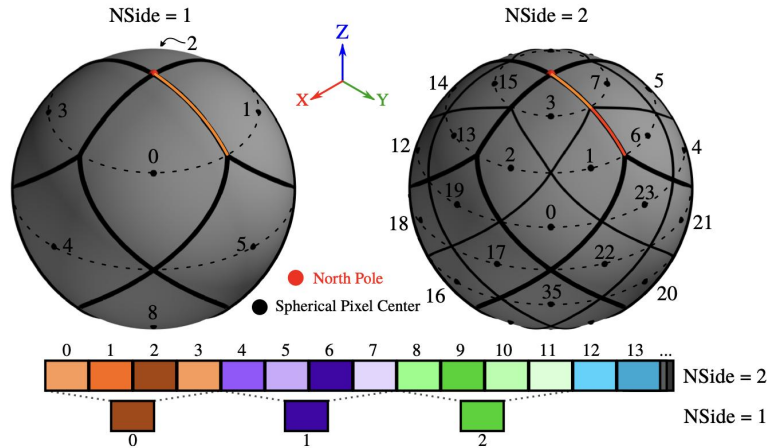 NSide = 1
NSide = 2
2
Z
X
Y
3
1
0
4
5
8
14
15
7
5
3
13
6
12
4
2
1
19
23
0
18
21
17
22
16
35
20
North Pole
Spherical Pixel Center
0 1 2 3 4 5 6 7 8 9 10 11 12 13 ...
NSide = 2
NSide = 1
0 1 2